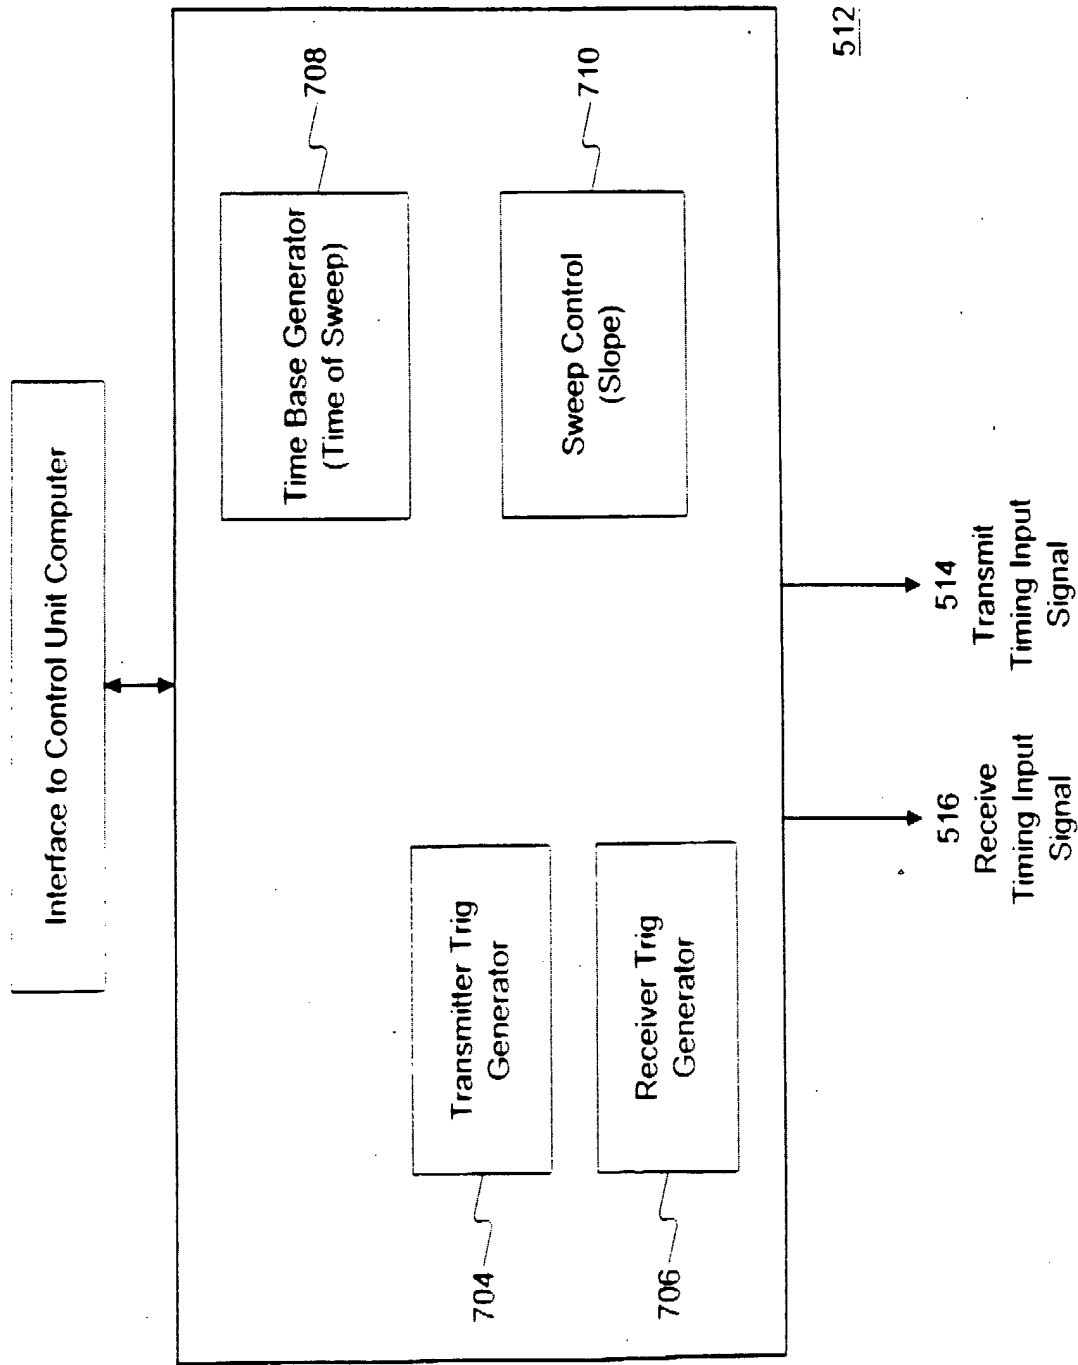 Interface to Control Unit Computer
Time Base Generator
(Time of Sweep)
708
Transmitter Trig
Generator
704
Sweep Control
(Slope)
710
Receiver Trig
Generator
706
516
Receive
Timing Input
Signal
514
Transmit
Timing Input
Signal
512